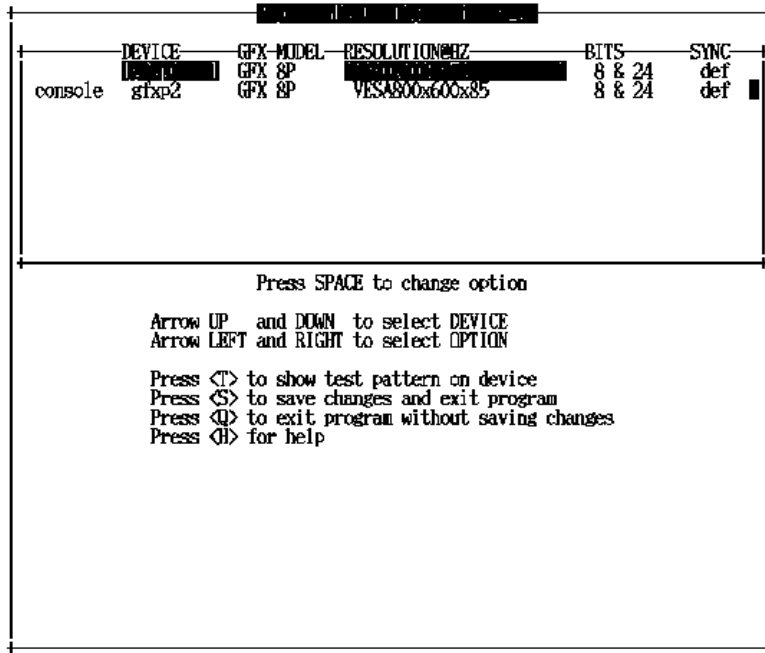 DEVICE GFX-MODEL RESOLUTION@HZ BITS SYNC
GFX 8P 8 & 24 def
console gfxp2 GFX 8P VESA800x600x85 8 & 24 def
Press SPACE to change option
Arrow UP and DOWN to select DEVICE
Arrow LEFT and RIGHT to select OPTION
Press <T> to show test pattern on device
Press <S> to save changes and exit program
Press <Q> to exit program without saving changes
Press <H> for help